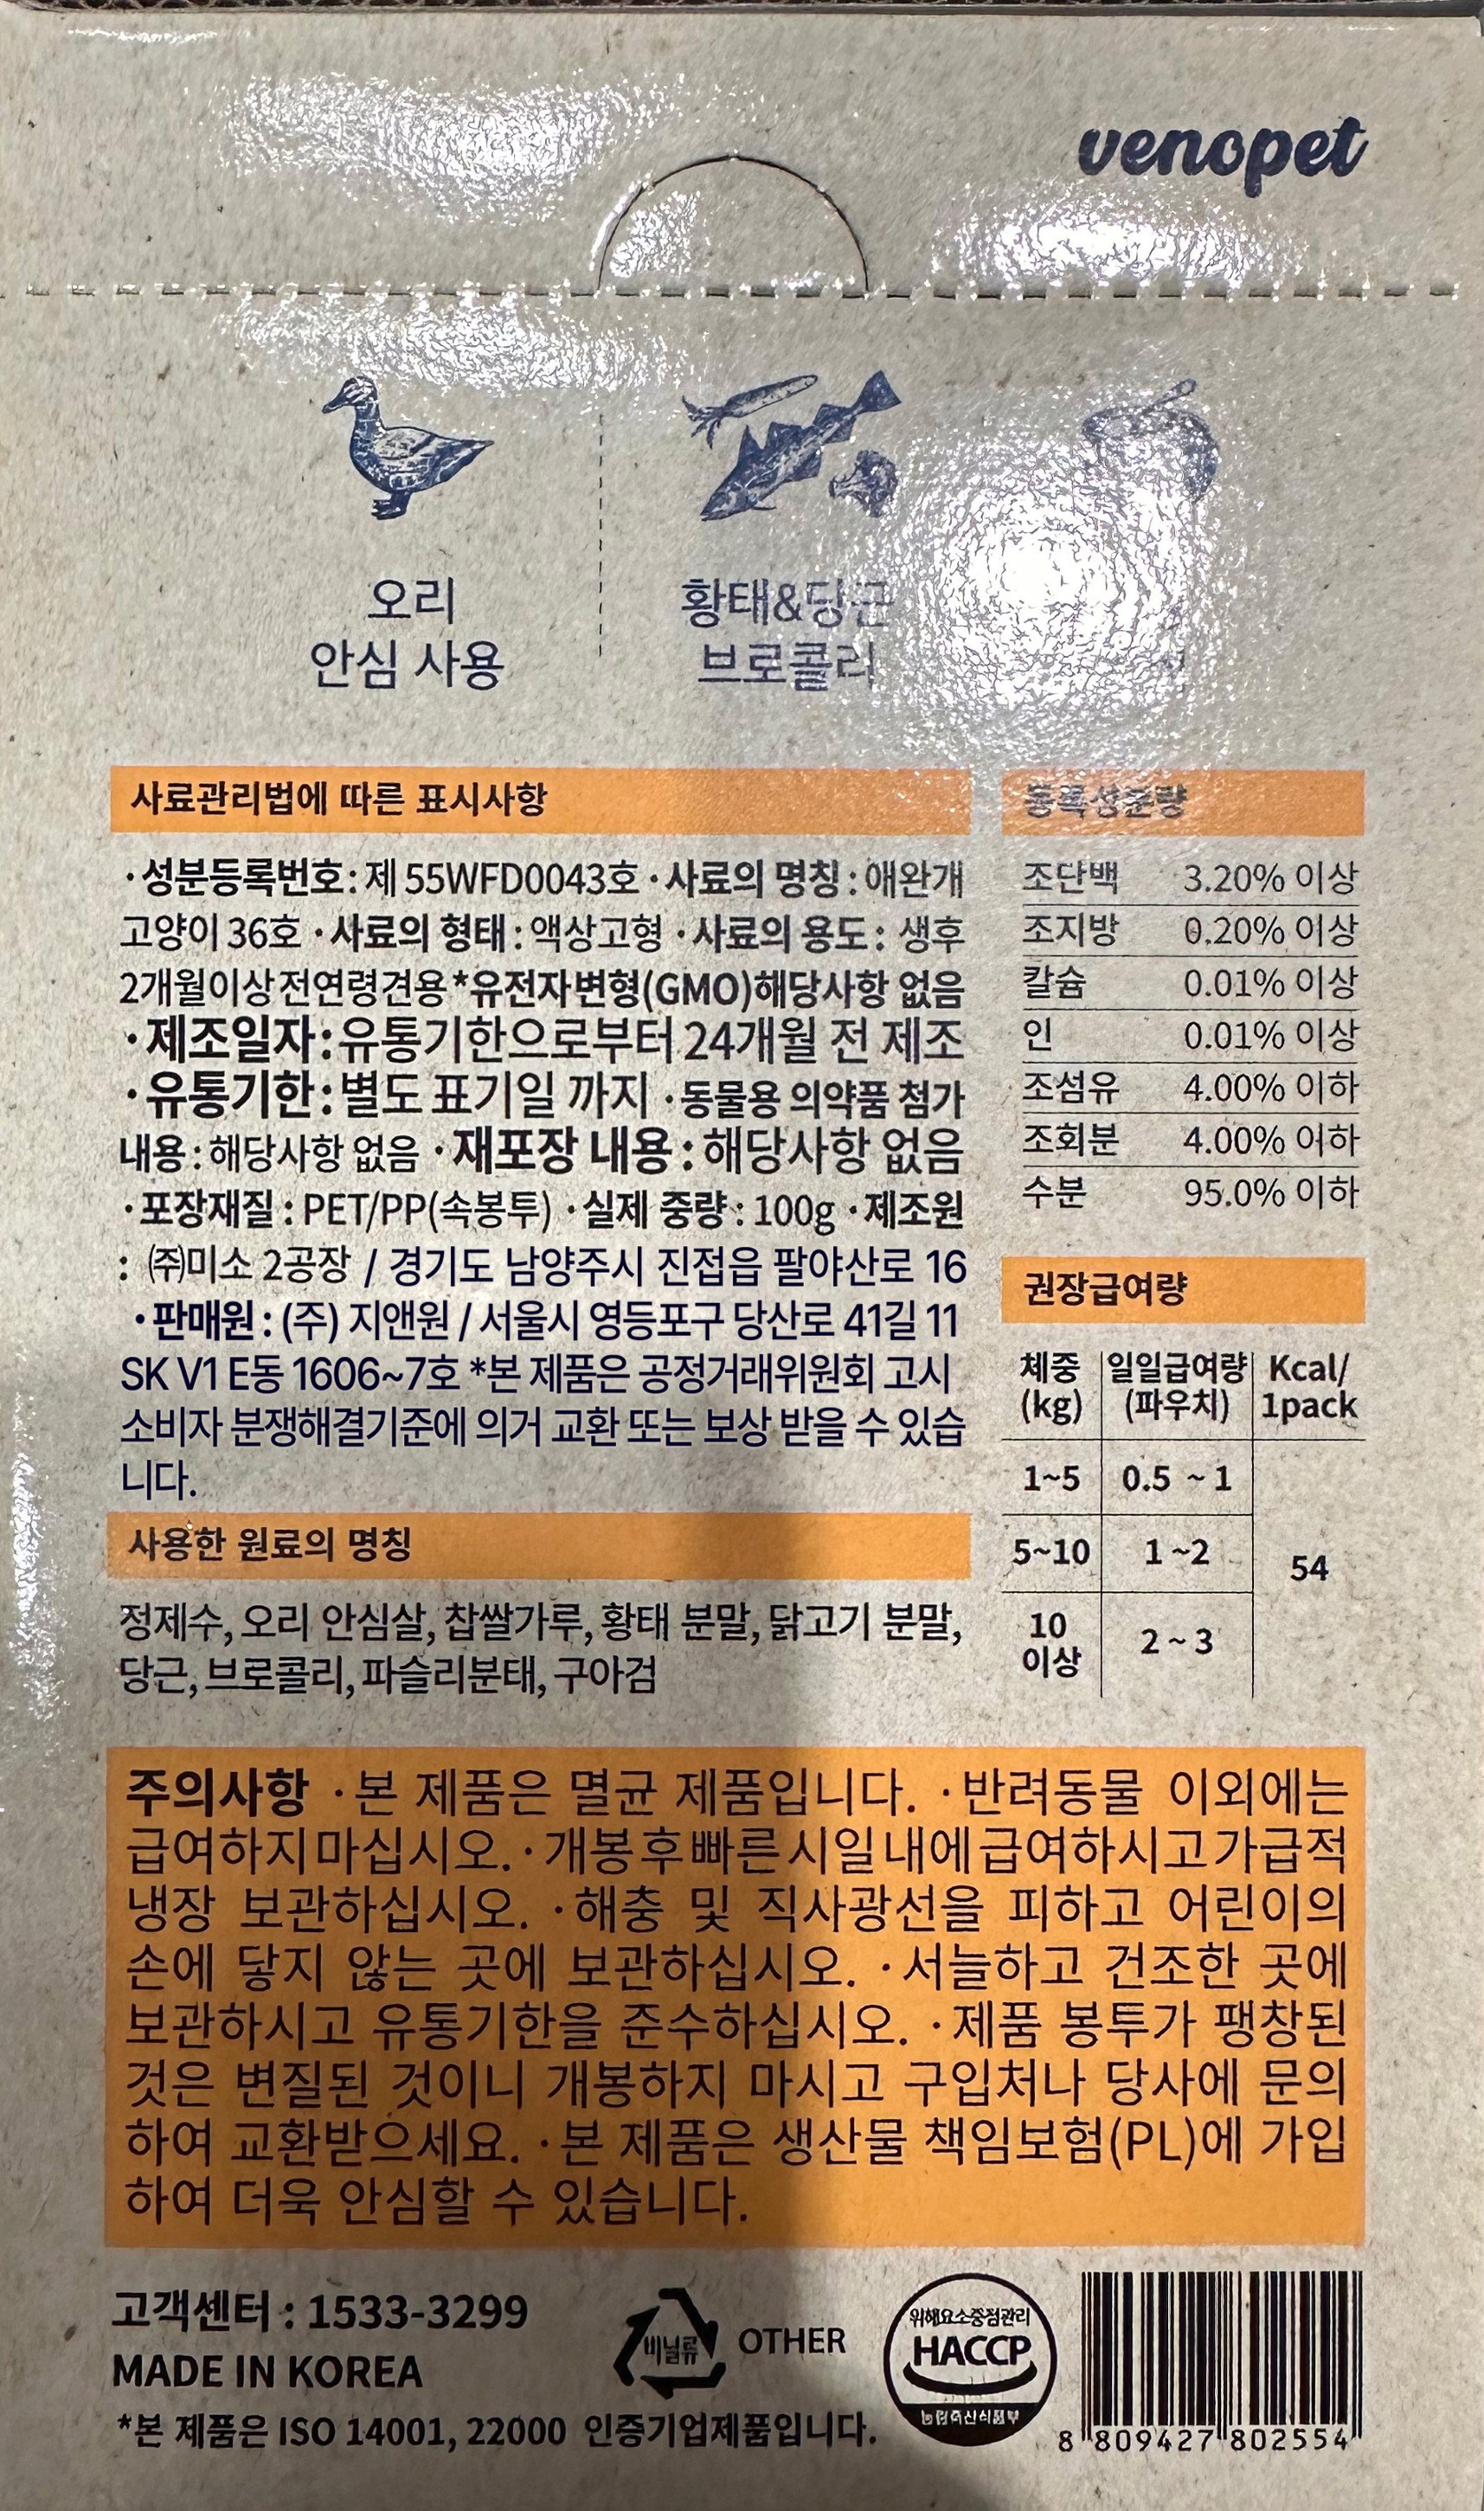 venopet
오리
안심 사용
황태&당근
브로콜리
사료관리법에 따른 표시사항
·성분등록번호: 제 55WFD0043호 ·사료의 명칭 : 애완개
고양이 36호 ·사료의 형태 : 액상고형 ·사료의 용도 : 생후
2개월이상 전연령견용 *유전자변형(GMO)해당사항 없음
·제조일자 : 유통기한으로부터 24개월 전 제조
·유통기한 : 별도 표기일 까지 ·동물용 의약품 첨가
내용 : 해당사항 없음 ·재포장 내용 : 해당사항 없음
·포장재질 : PET/PP(속봉투) ·실제 중량 : 100g ·제조원
: ㈜미소 2공장 / 경기도 남양주시 진접읍 팔야산로 16
·판매원 : (주) 지앤원 / 서울시 영등포구 당산로 41길 11
SK V1 E동 1606~7호 *본 제품은 공정거래위원회 고시
소비자 분쟁해결기준에 의거 교환 또는 보상 받을 수 있습
니다.
사용한 원료의 명칭
정제수, 오리 안심살, 찹쌀가루, 황태 분말, 닭고기 분말,
당근, 브로콜리, 파슬리분태, 구아검
등록성분량
조단백 3.20% 이상
조지방 0.20% 이상
칼슘 0.01% 이상
인 0.01% 이상
조섬유 4.00% 이하
조회분 4.00% 이하
수분 95.0% 이하
권장급여량
체중 일일급여량 Kcal/
(kg) (파우치) 1pack
1~5 0.5 ~ 1
5~10 1 ~2
54
10
이상 2 ~ 3
주의사항 ·본 제품은 멸균 제품입니다. ·반려동물 이외에는
급여하지 마십시오. ·개봉 후 빠른 시일 내에 급여하시고 가급적
냉장 보관하십시오. ·해충 및 직사광선을 피하고 어린이의
손에 닿지 않는 곳에 보관하십시오. ·서늘하고 건조한 곳에
보관하시고 유통기한을 준수하십시오. ·제품 봉투가 팽창된
것은 변질된 것이니 개봉하지 마시고 구입처나 당사에 문의
하여 교환받으세요. ·본 제품은 생산물 책임보험(PL)에 가입
하여 더욱 안심할 수 있습니다.
고객센터 : 1533-3299
MADE IN KOREA
*본 제품은 ISO 14001, 22000 인증기업제품입니다.
비닐류
OTHER
위해요소중점관리
HACCP
8 809427 802554